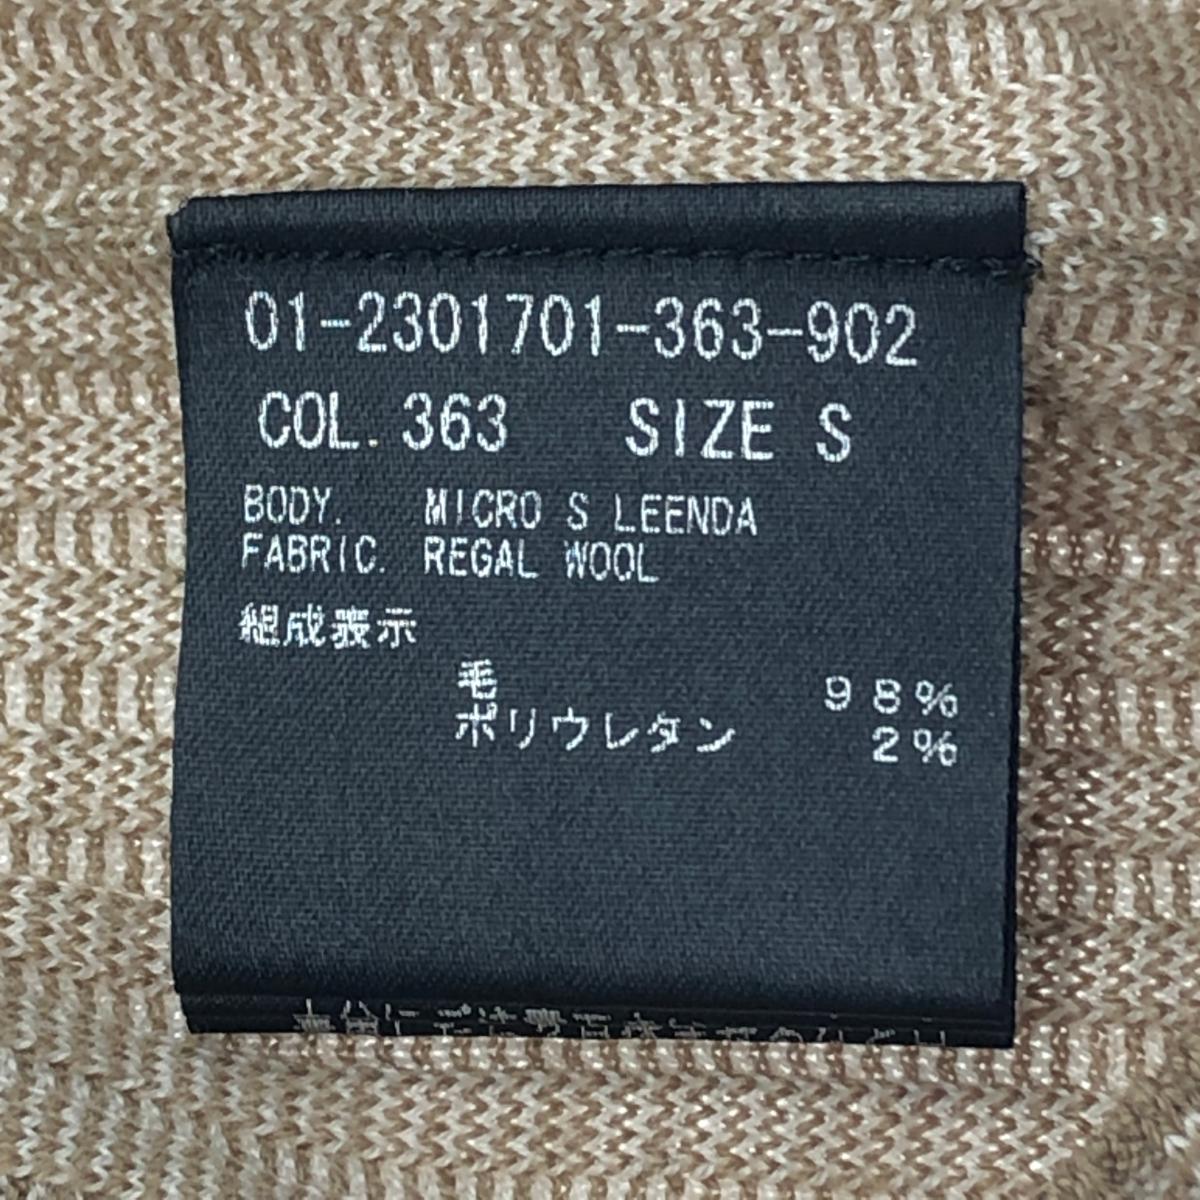 01-2301701-363-902
COL. 363 SIZE S
BODY. MICRO S LEENDA
FABRIC. REGAL WOOL
組成表示
毛 98%
ポリウレタン 2%